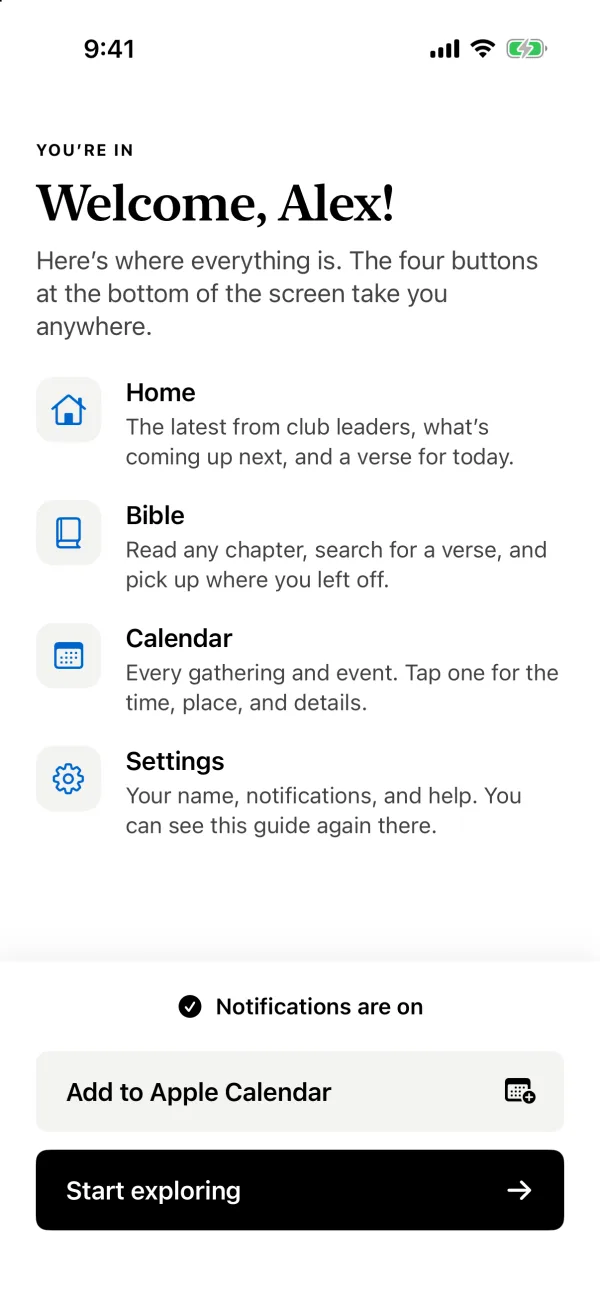 9:41
YOU’RE IN
Welcome, Alex!
Here’s where everything is. The four buttons
at the bottom of the screen take you
anywhere.
Home
The latest from club leaders, what’s
coming up next, and a verse for today.
Bible
Read any chapter, search for a verse, and
pick up where you left off.
Calendar
Every gathering and event. Tap one for the
time, place, and details.
Settings
Your name, notifications, and help. You
can see this guide again there.
Notifications are on
Add to Apple Calendar
Start exploring